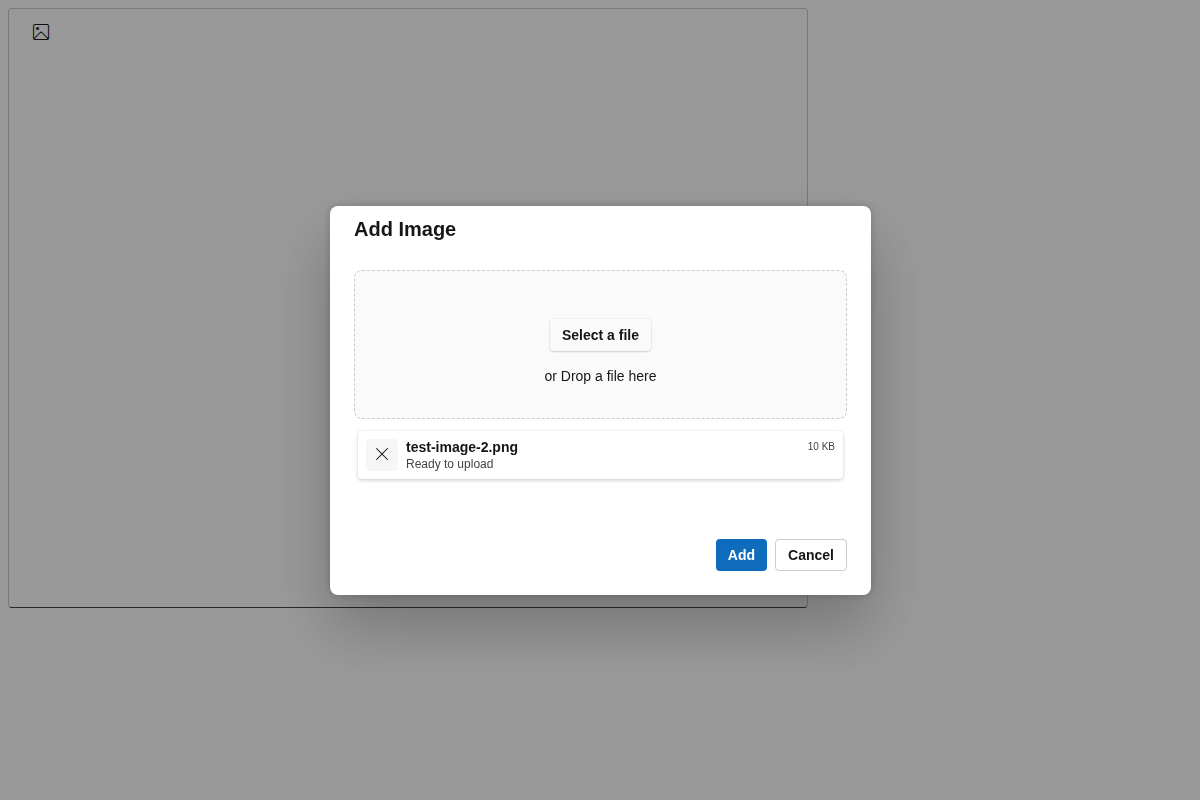 Add Image
Select a file
or Drop a file here
test-image-2.png
10 KB
Ready to upload
Add
Cancel